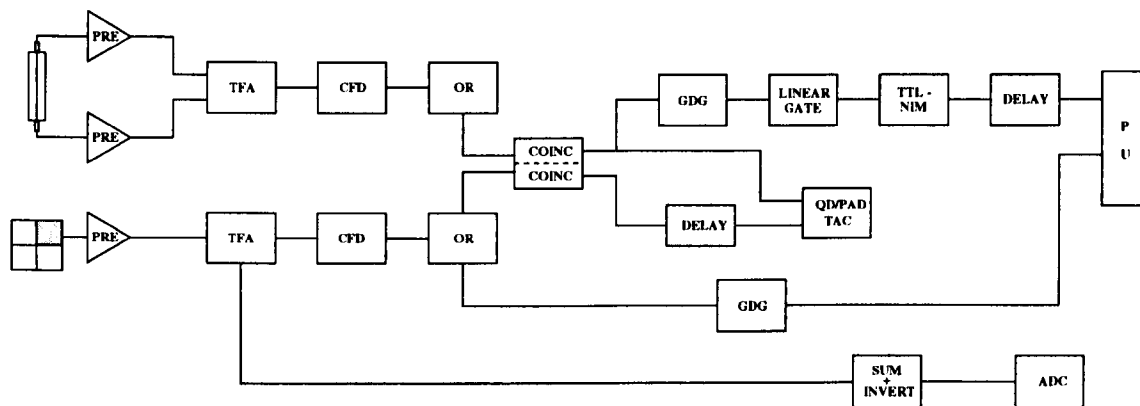 PRE
TFA
CFD
OR
GDG
LINEAR
GATE
TTL -
NIM
DELAY
P
U
PRE
COINC
COINC
QD/PAD
TAC
DELAY
PRE
TFA
CFD
OR
GDG
SUM
+
INVERT
ADC